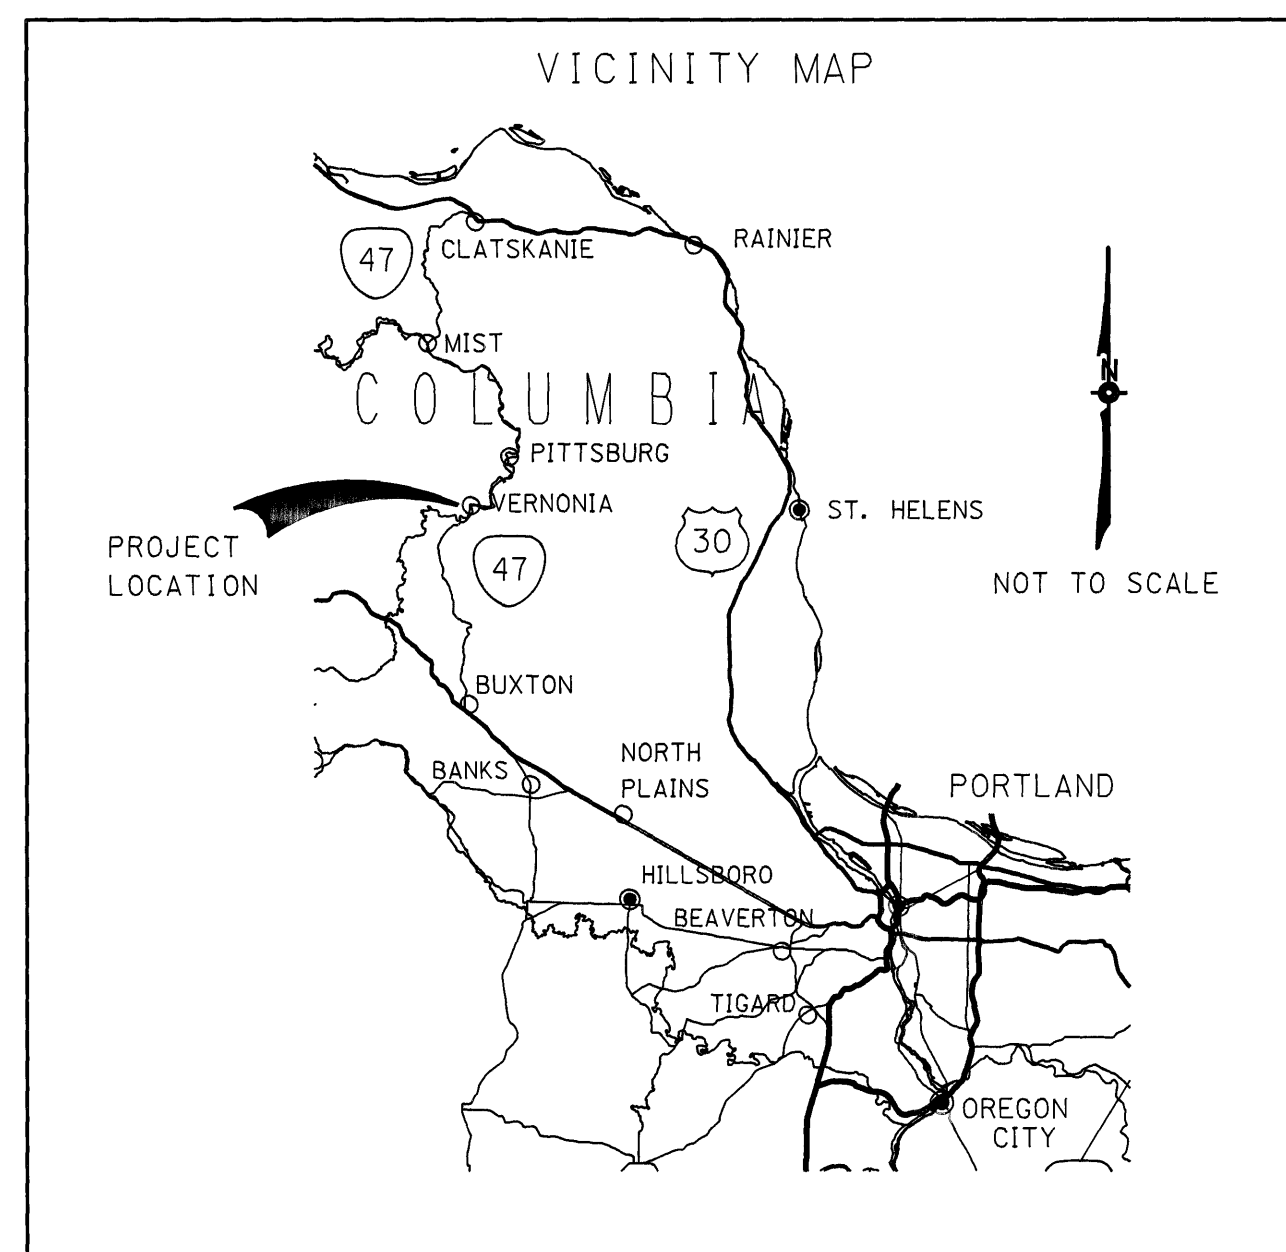 VICINITY MAP
RAINIER
CLATSKANIE
47
MIST
N
COLUMBIA
PITTSBURG
VERNONIA
ST. HELENS
30
PROJECT
LOCATION
47
NOT TO SCALE
BUXTON
NORTH
PLAINS
BANKS
PORTLAND
HILLSBORO
BEAVERTON
TIGARD
OREGON
CITY